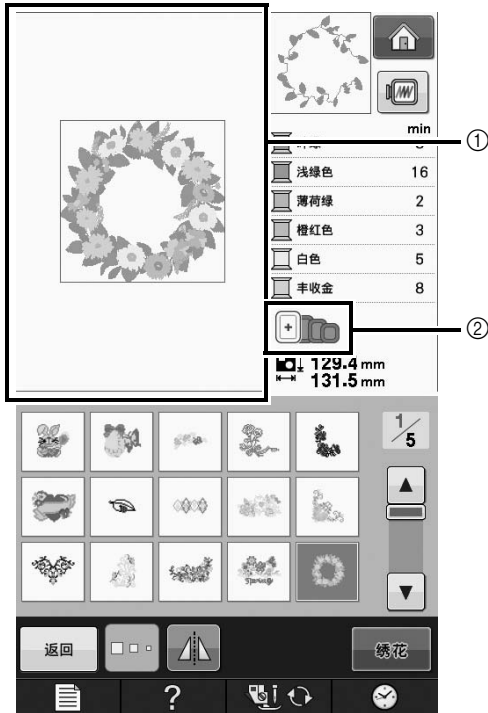 min
①
浅绿色 16
薄荷绿 2
橙红色 3
白色 5
丰收金 8
②
129.4 mm
131.5 mm
1/5
返回
绣花
?